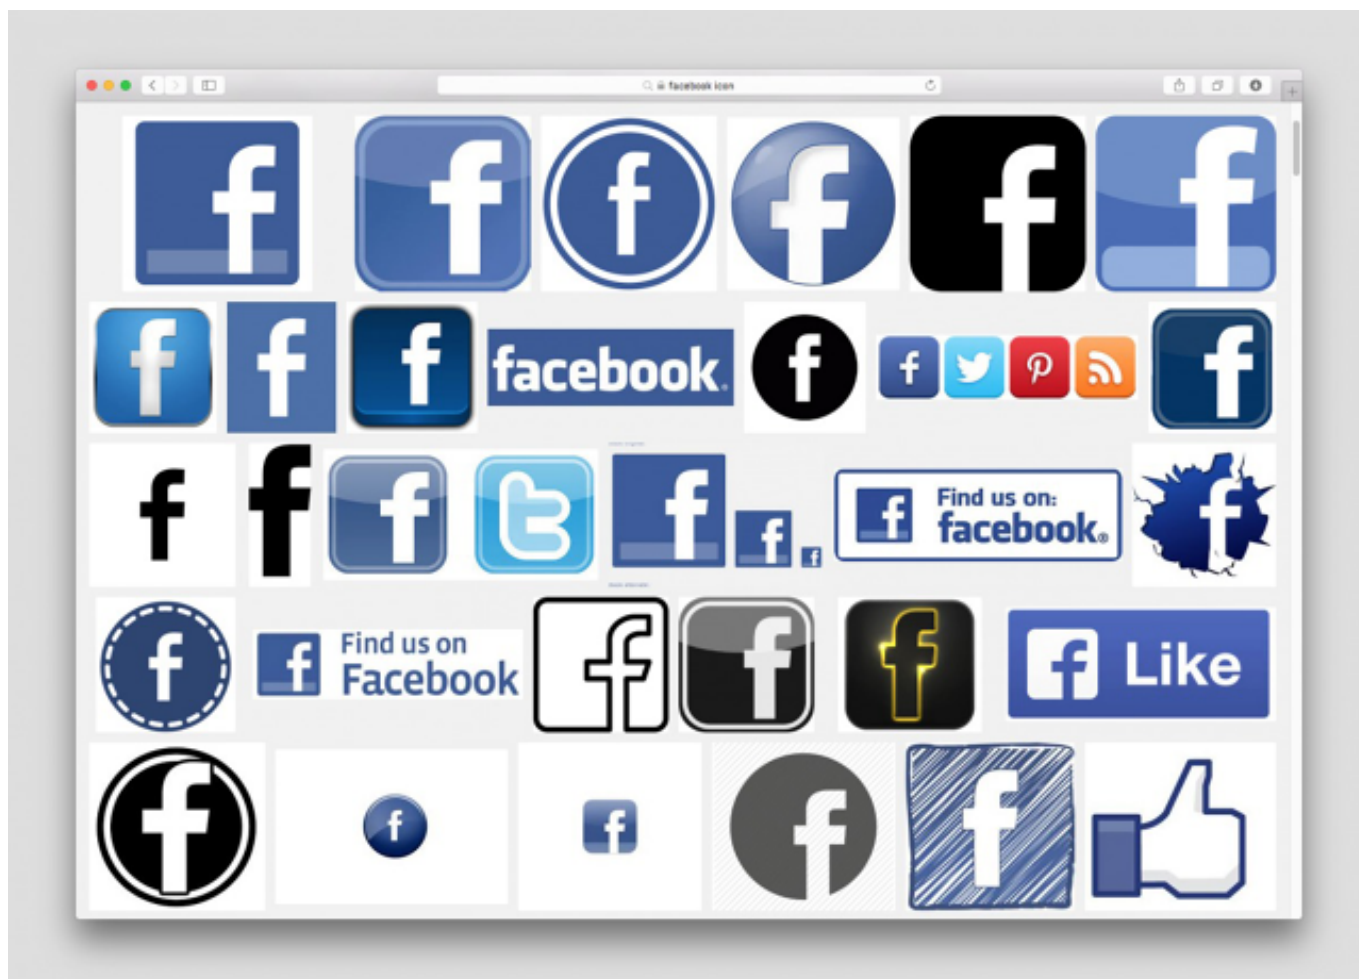 facebook icon
facebook.
Find us on:
facebook®
Find us on
Facebook
Like